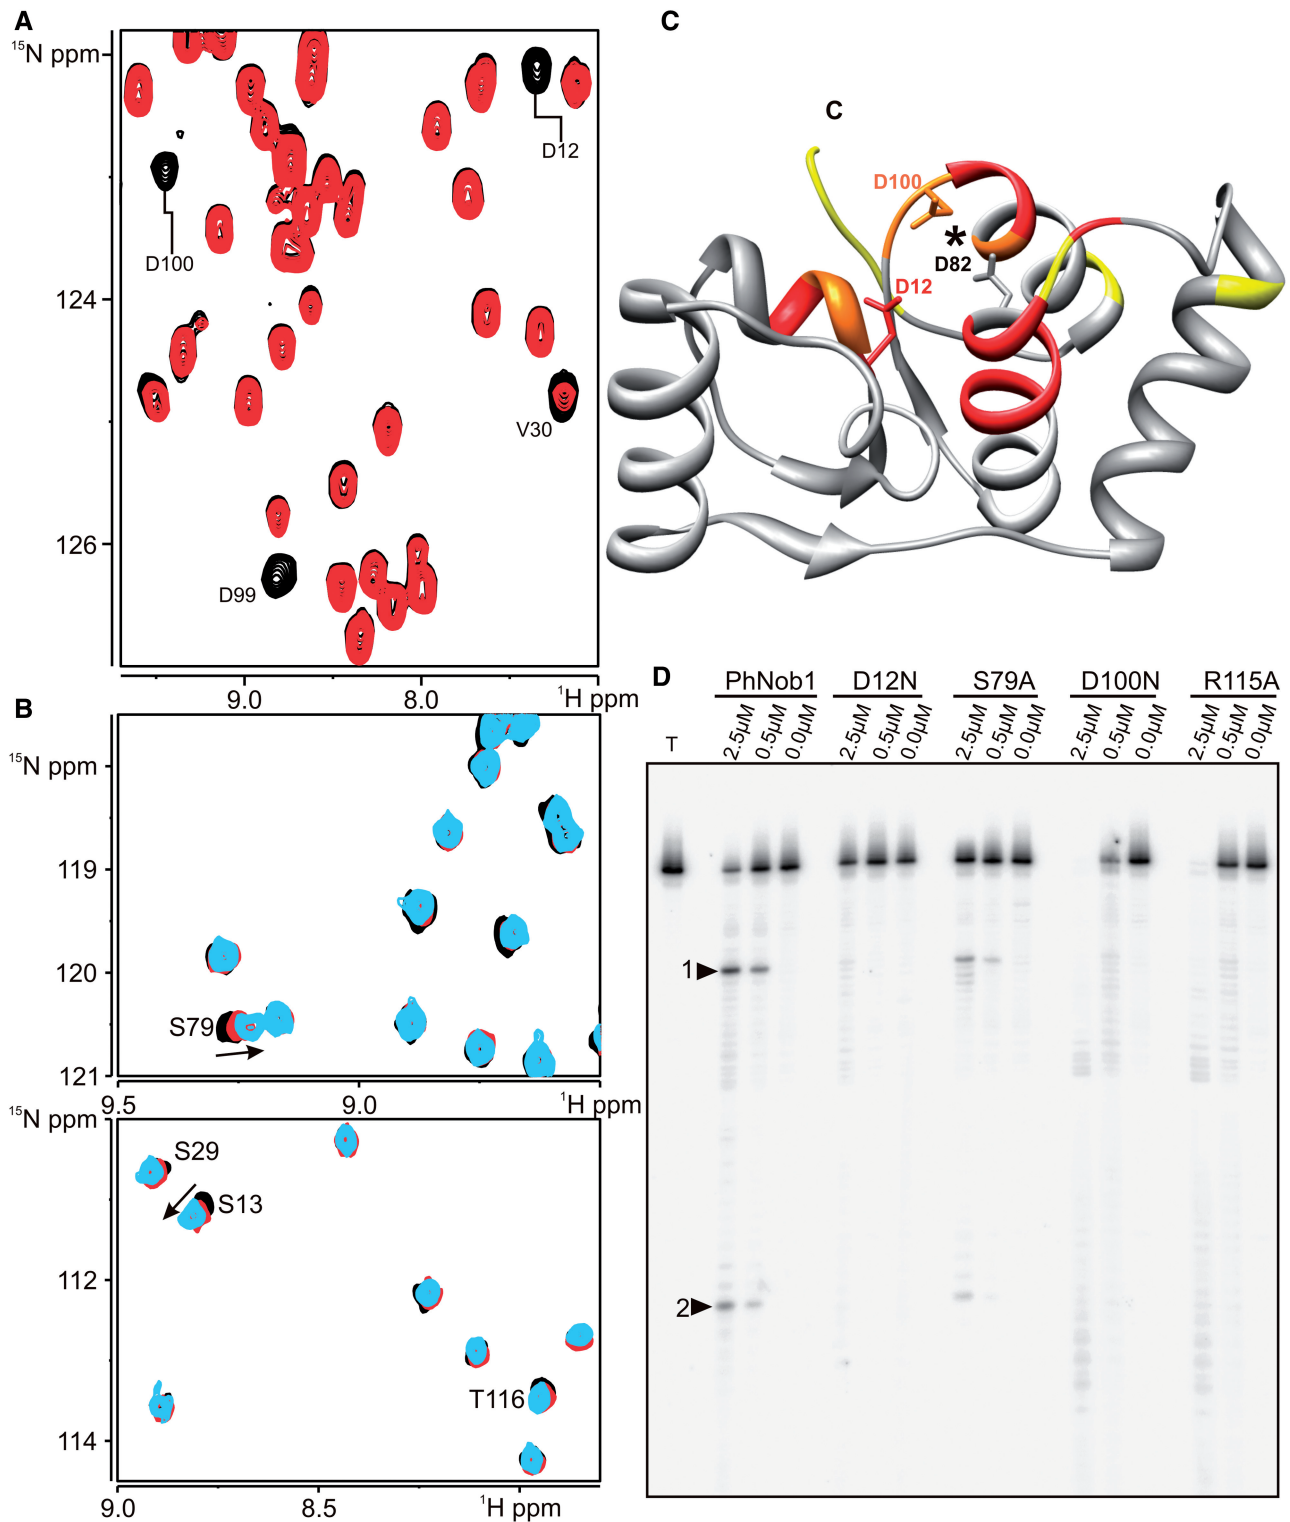 A
¹⁵N ppm
D12
D100
124
V30
126
D99
9.0
8.0
¹H ppm
B
¹⁵N ppm
119
120
S79
121
9.5
9.0
¹H ppm
¹⁵N ppm
S29
S13
112
T116
114
9.0
8.5
¹H ppm
C
C
D100
*
D82
D12
D
PhNob1 D12N S79A D100N R115A
T 2.5µM 0.5µM 0.0µM 2.5µM 0.5µM 0.0µM 2.5µM 0.5µM 0.0µM 2.5µM 0.5µM 0.0µM 2.5µM 0.5µM 0.0µM
1
2